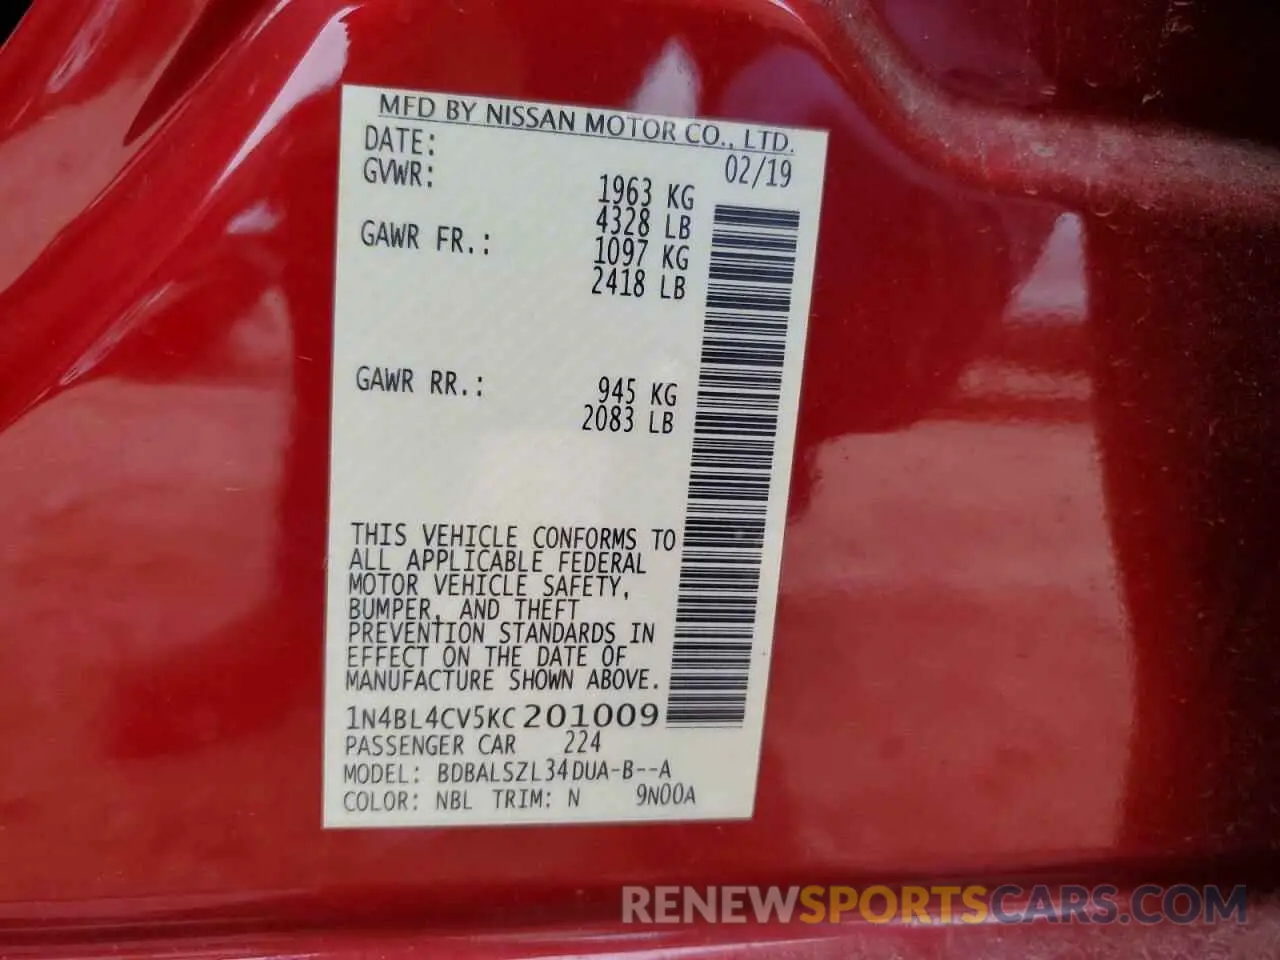 MFD BY NISSAN MOTOR CO., LTD.
DATE: 02/19
GVWR: 1963 KG
4328 LB
GAWR FR.: 1097 KG
2418 LB
GAWR RR.: 945 KG
2083 LB
THIS VEHICLE CONFORMS TO
ALL APPLICABLE FEDERAL
MOTOR VEHICLE SAFETY,
BUMPER, AND THEFT
PREVENTION STANDARDS IN
EFFECT ON THE DATE OF
MANUFACTURE SHOWN ABOVE.
1N4BL4CV5KC201009
PASSENGER CAR 224
MODEL: BDBALSZL34DUA-B--A
COLOR: NBL TRIM: N 9N00A
RENEWSPORTSCARS.COM